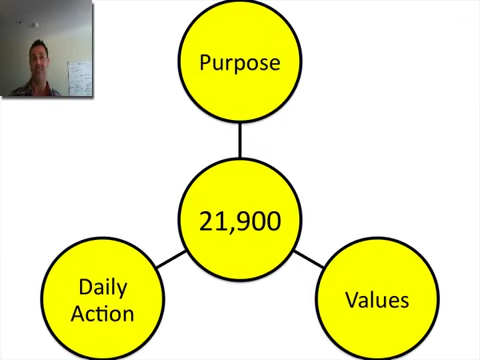 Purpose
21,900
Daily
Action
Values